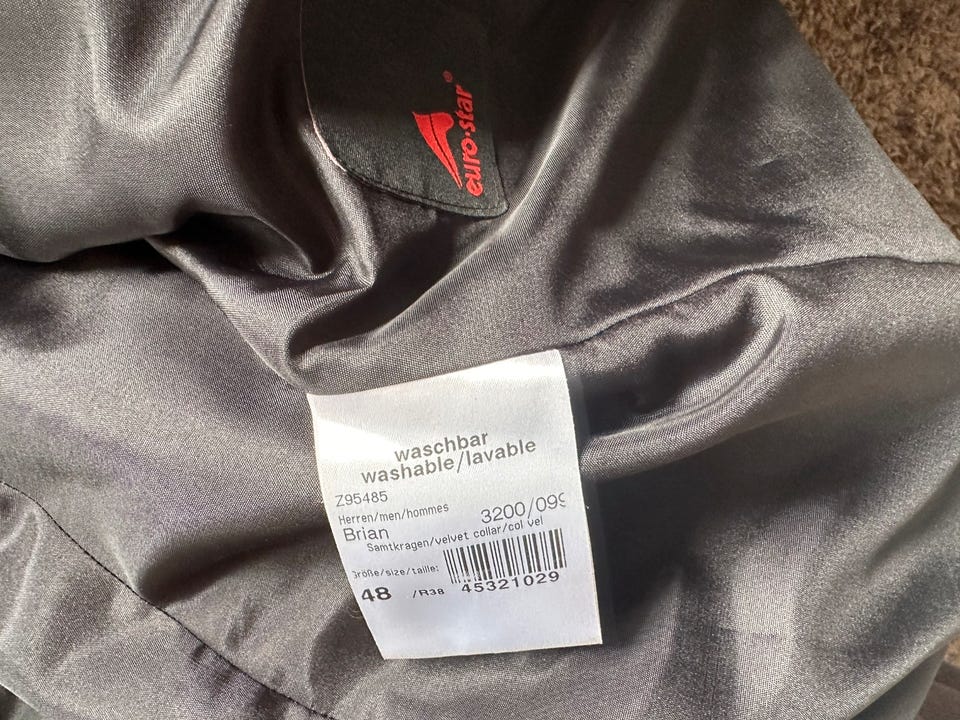 euro·star®
waschbar
washable/lavable
Z95485
Herren/men/hommes
Brian 3200/099
Samtkragen/velvet collar/col vel
Größe/size/taille:
48 /R38 45321029